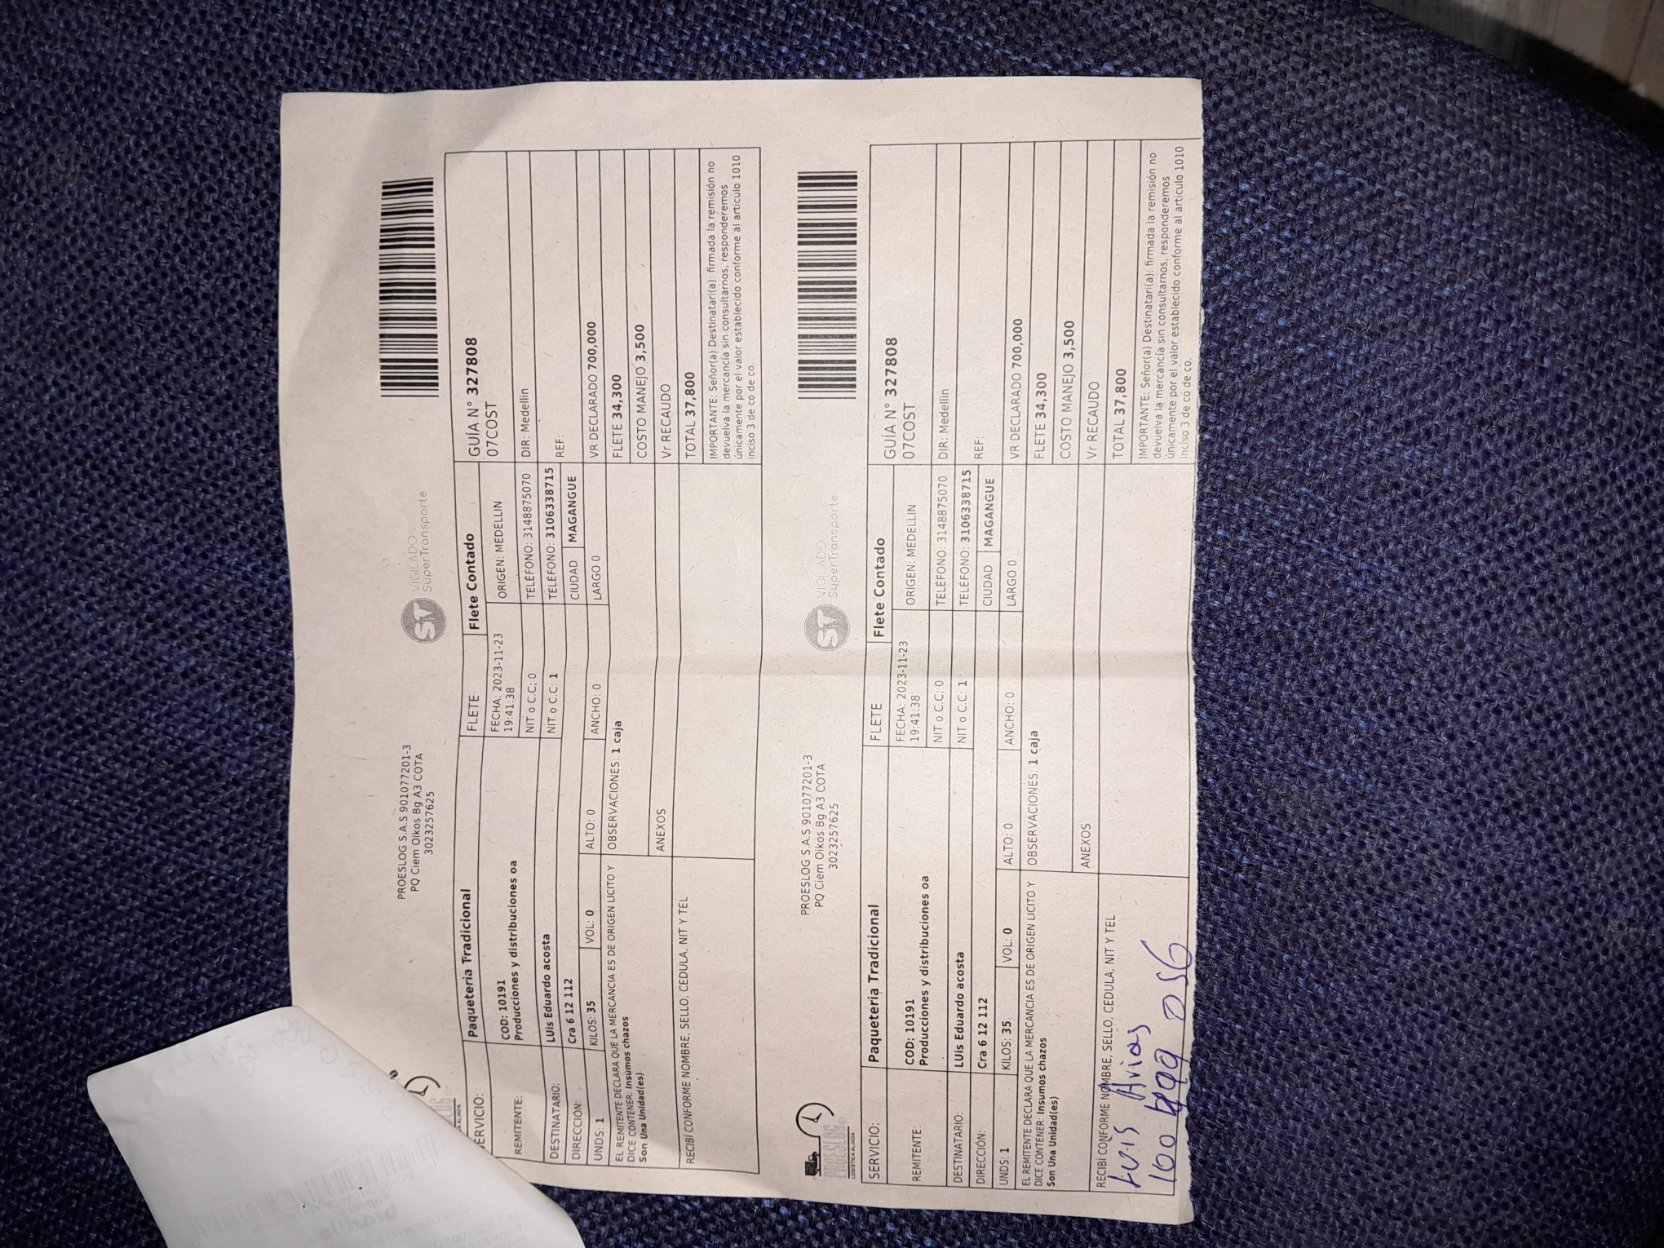 PROESLOG S.A.S 901077201-3
PQ Ciem Oikos Bg A3 COTA
3023257625
ST VIGILADO
SuperTransporte
SERVICIO: Paqueteria Tradicional FLETE Flete Contado GUÍA N° 327808
07COST
REMITENTE: COD: 10191
Producciones y distribuciones oa
FECHA: 2023-11-23
19:41:38
ORIGEN: MEDELLIN
NIT o C.C: 0 TELÉFONO: 3148875070 DIR: Medellin
DESTINATARIO: LUis Eduardo acosta NIT o C.C: 1 TELÉFONO: 3106338715 REF:
DIRECCIÓN: Cra 6 12 112 CIUDAD MAGANGUE
UNDS: 1 KILOS: 35 VOL: 0 ALTO: 0 ANCHO: 0 LARGO 0 VR DECLARADO 700,000
EL REMITENTE DECLARA QUE LA MERCANCIA ES DE ORIGEN LICITO Y
DICE CONTENER: Insumos chazos
Son Una Unidad(es)
OBSERVACIONES: 1 caja
FLETE 34,300
COSTO MANEJO 3,500
ANEXOS
Vr RECAUDO
TOTAL 37,800
RECIBÍ CONFORME NOMBRE, SELLO, CEDULA, NIT Y TEL
IMPORTANTE: Señor(a) Destinatari(a): firmada la remisión no
devuelva la mercancía sin consultarnos, responderemos
únicamente por el valor establecido conforme al artículo 1010
inciso 3 de co de co.
PROESLOG
LOGISTICA ALIADA
PROESLOG S.A.S 901077201-3
PQ Ciem Oikos Bg A3 COTA
3023257625
ST VIGILADO
SuperTransporte
SERVICIO: Paqueteria Tradicional FLETE Flete Contado GUÍA N° 327808
07COST
REMITENTE: COD: 10191
Producciones y distribuciones oa
FECHA: 2023-11-23
19:41:38
ORIGEN: MEDELLIN
NIT o C.C: 0 TELÉFONO: 3148875070 DIR: Medellin
DESTINATARIO: LUis Eduardo acosta NIT o C.C: 1 TELÉFONO: 3106338715 REF:
DIRECCIÓN: Cra 6 12 112 CIUDAD MAGANGUE
UNDS: 1 KILOS: 35 VOL: 0 ALTO: 0 ANCHO: 0 LARGO 0 VR DECLARADO 700,000
EL REMITENTE DECLARA QUE LA MERCANCIA ES DE ORIGEN LICITO Y
DICE CONTENER: Insumos chazos
Son Una Unidad(es)
OBSERVACIONES: 1 caja
FLETE 34,300
COSTO MANEJO 3,500
ANEXOS
Vr RECAUDO
TOTAL 37,800
RECIBÍ CONFORME NOMBRE, SELLO, CEDULA, NIT Y TEL
Luis Arias
056
IMPORTANTE: Señor(a) Destinatari(a): firmada la remisión no
devuelva la mercancía sin consultarnos, responderemos
únicamente por el valor establecido conforme al artículo 1010
inciso 3 de co de co.